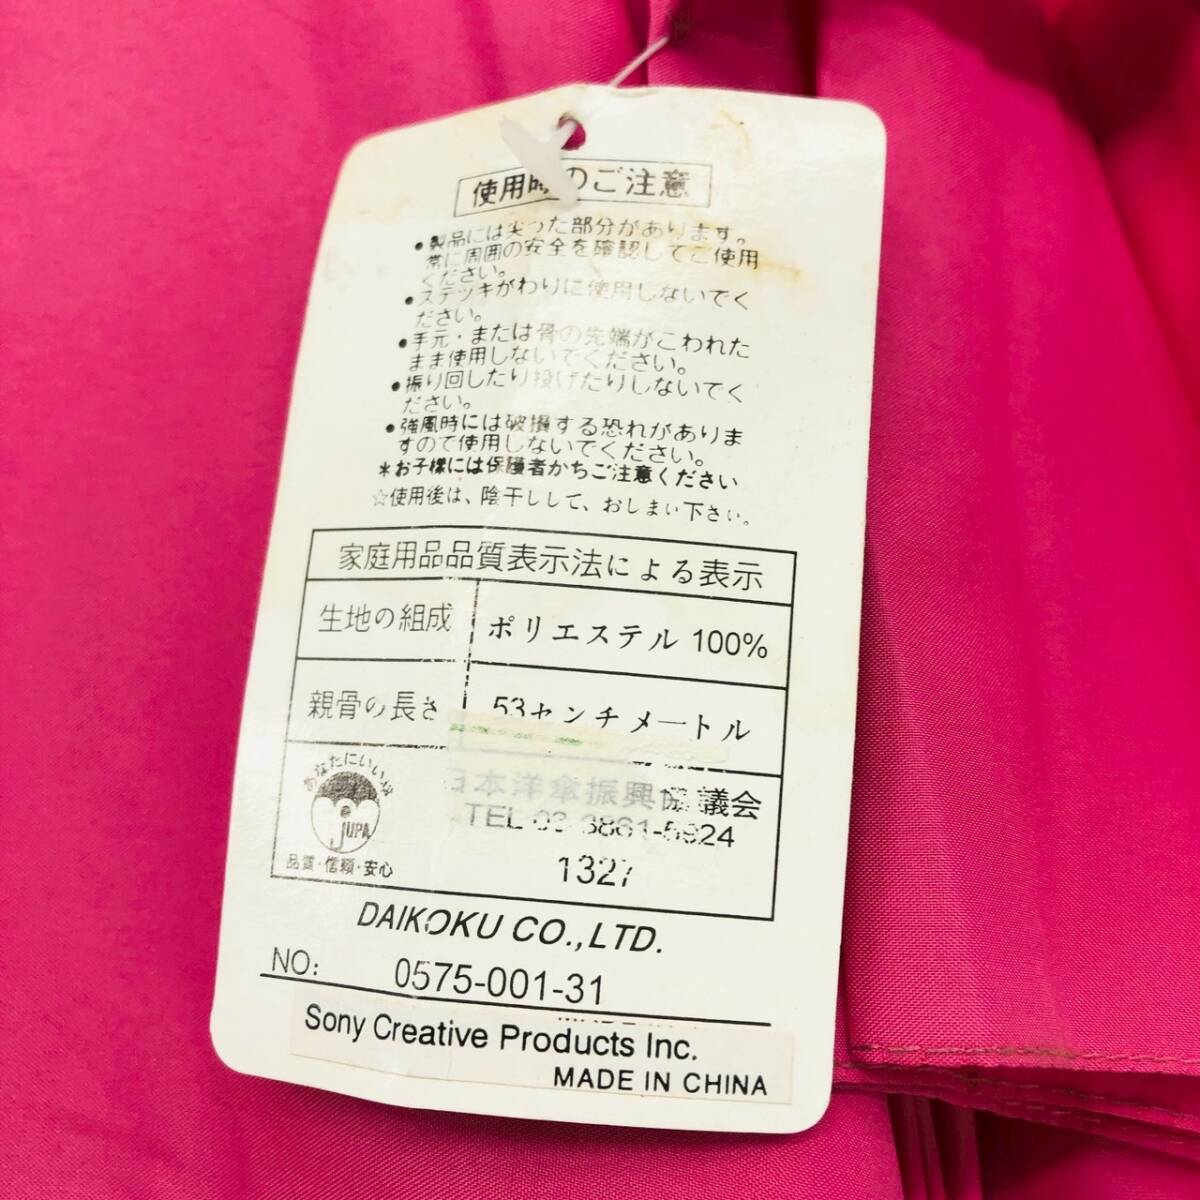 使用時のご注意
●製品には尖った部分があります。
常に周囲の安全を確認してご使用
ください。
●ステッキがわりに使用しないでく
ださい。
●手元・または骨の先端がこわれた
まま使用しないでください。
●振り回したり投げたりしないでく
ださい。
●強風時には破損する恐れがありま
すので使用しないでください。
*お子様には保護者からご注意ください
☆使用後は、陰干しして、おしまい下さい。
家庭用品品質表示法による表示
生地の組成 ポリエステル 100%
親骨の長さ 53センチメートル
あなたにいい傘
JUPA
品質・信頼・安心
日本洋傘振興協議会
TEL 03-3861-5924
1327
DAIKOKU CO.,LTD.
NO: 0575-001-31
Sony Creative Products Inc.
MADE IN CHINA